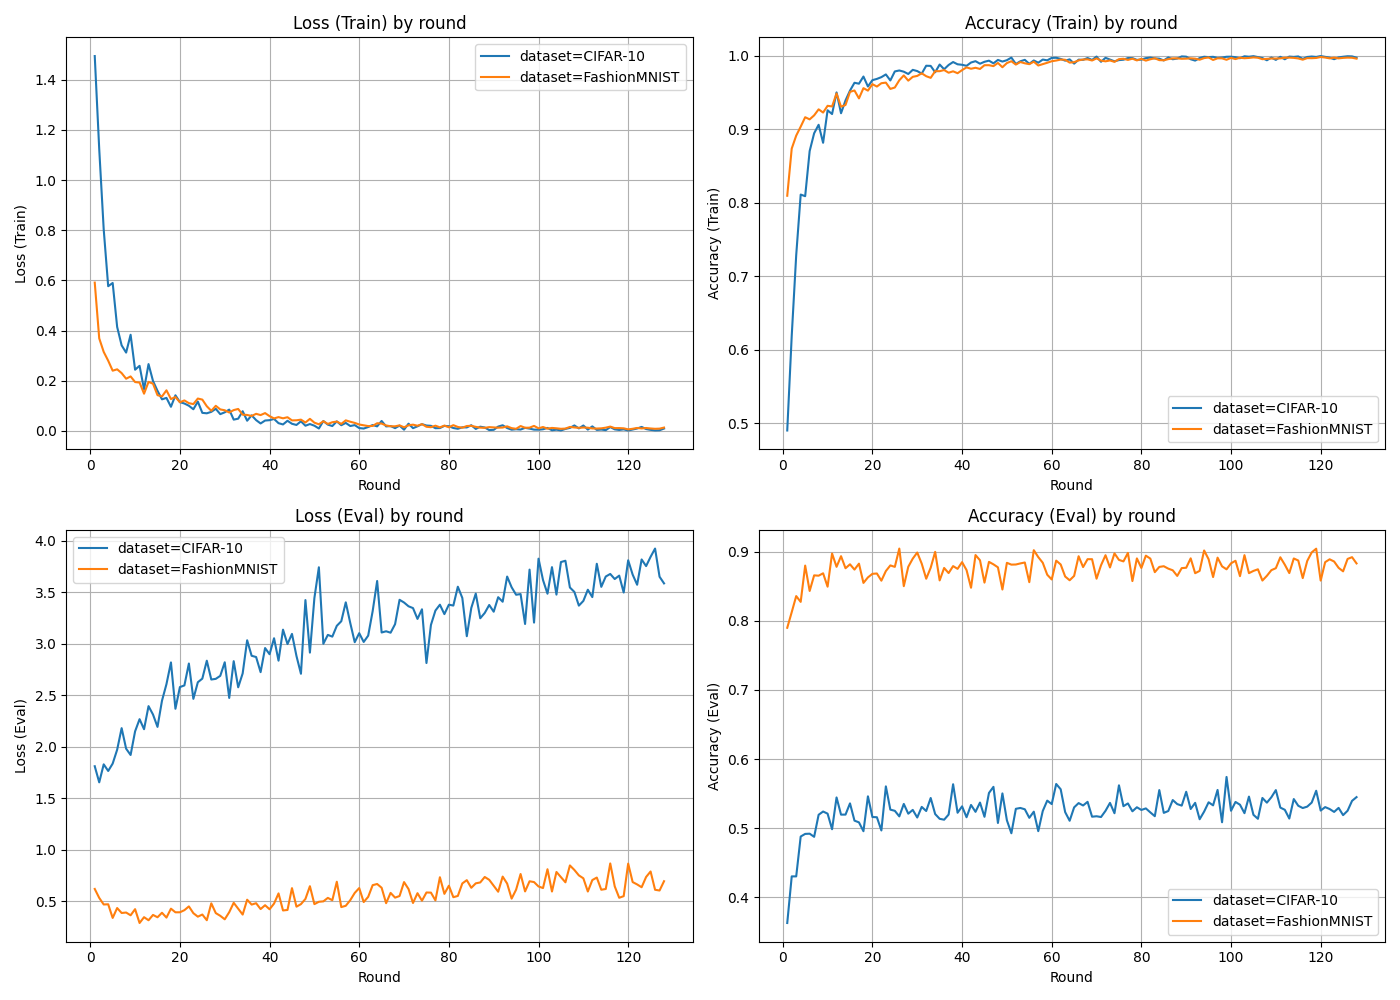 Loss (Train) by round
dataset=CIFAR-10
dataset=FashionMNIST
Loss (Train)
1.4
1.2
1.0
0.8
0.6
0.4
0.2
0.0
0 20 40 60 80 100 120
Round
Accuracy (Train) by round
Accuracy (Train)
1.0
0.9
0.8
0.7
0.6
0.5
dataset=CIFAR-10
dataset=FashionMNIST
0 20 40 60 80 100 120
Round
Loss (Eval) by round
dataset=CIFAR-10
dataset=FashionMNIST
Loss (Eval)
4.0
3.5
3.0
2.5
2.0
1.5
1.0
0.5
0 20 40 60 80 100 120
Round
Accuracy (Eval) by round
Accuracy (Eval)
0.9
0.8
0.7
0.6
0.5
0.4
dataset=CIFAR-10
dataset=FashionMNIST
0 20 40 60 80 100 120
Round